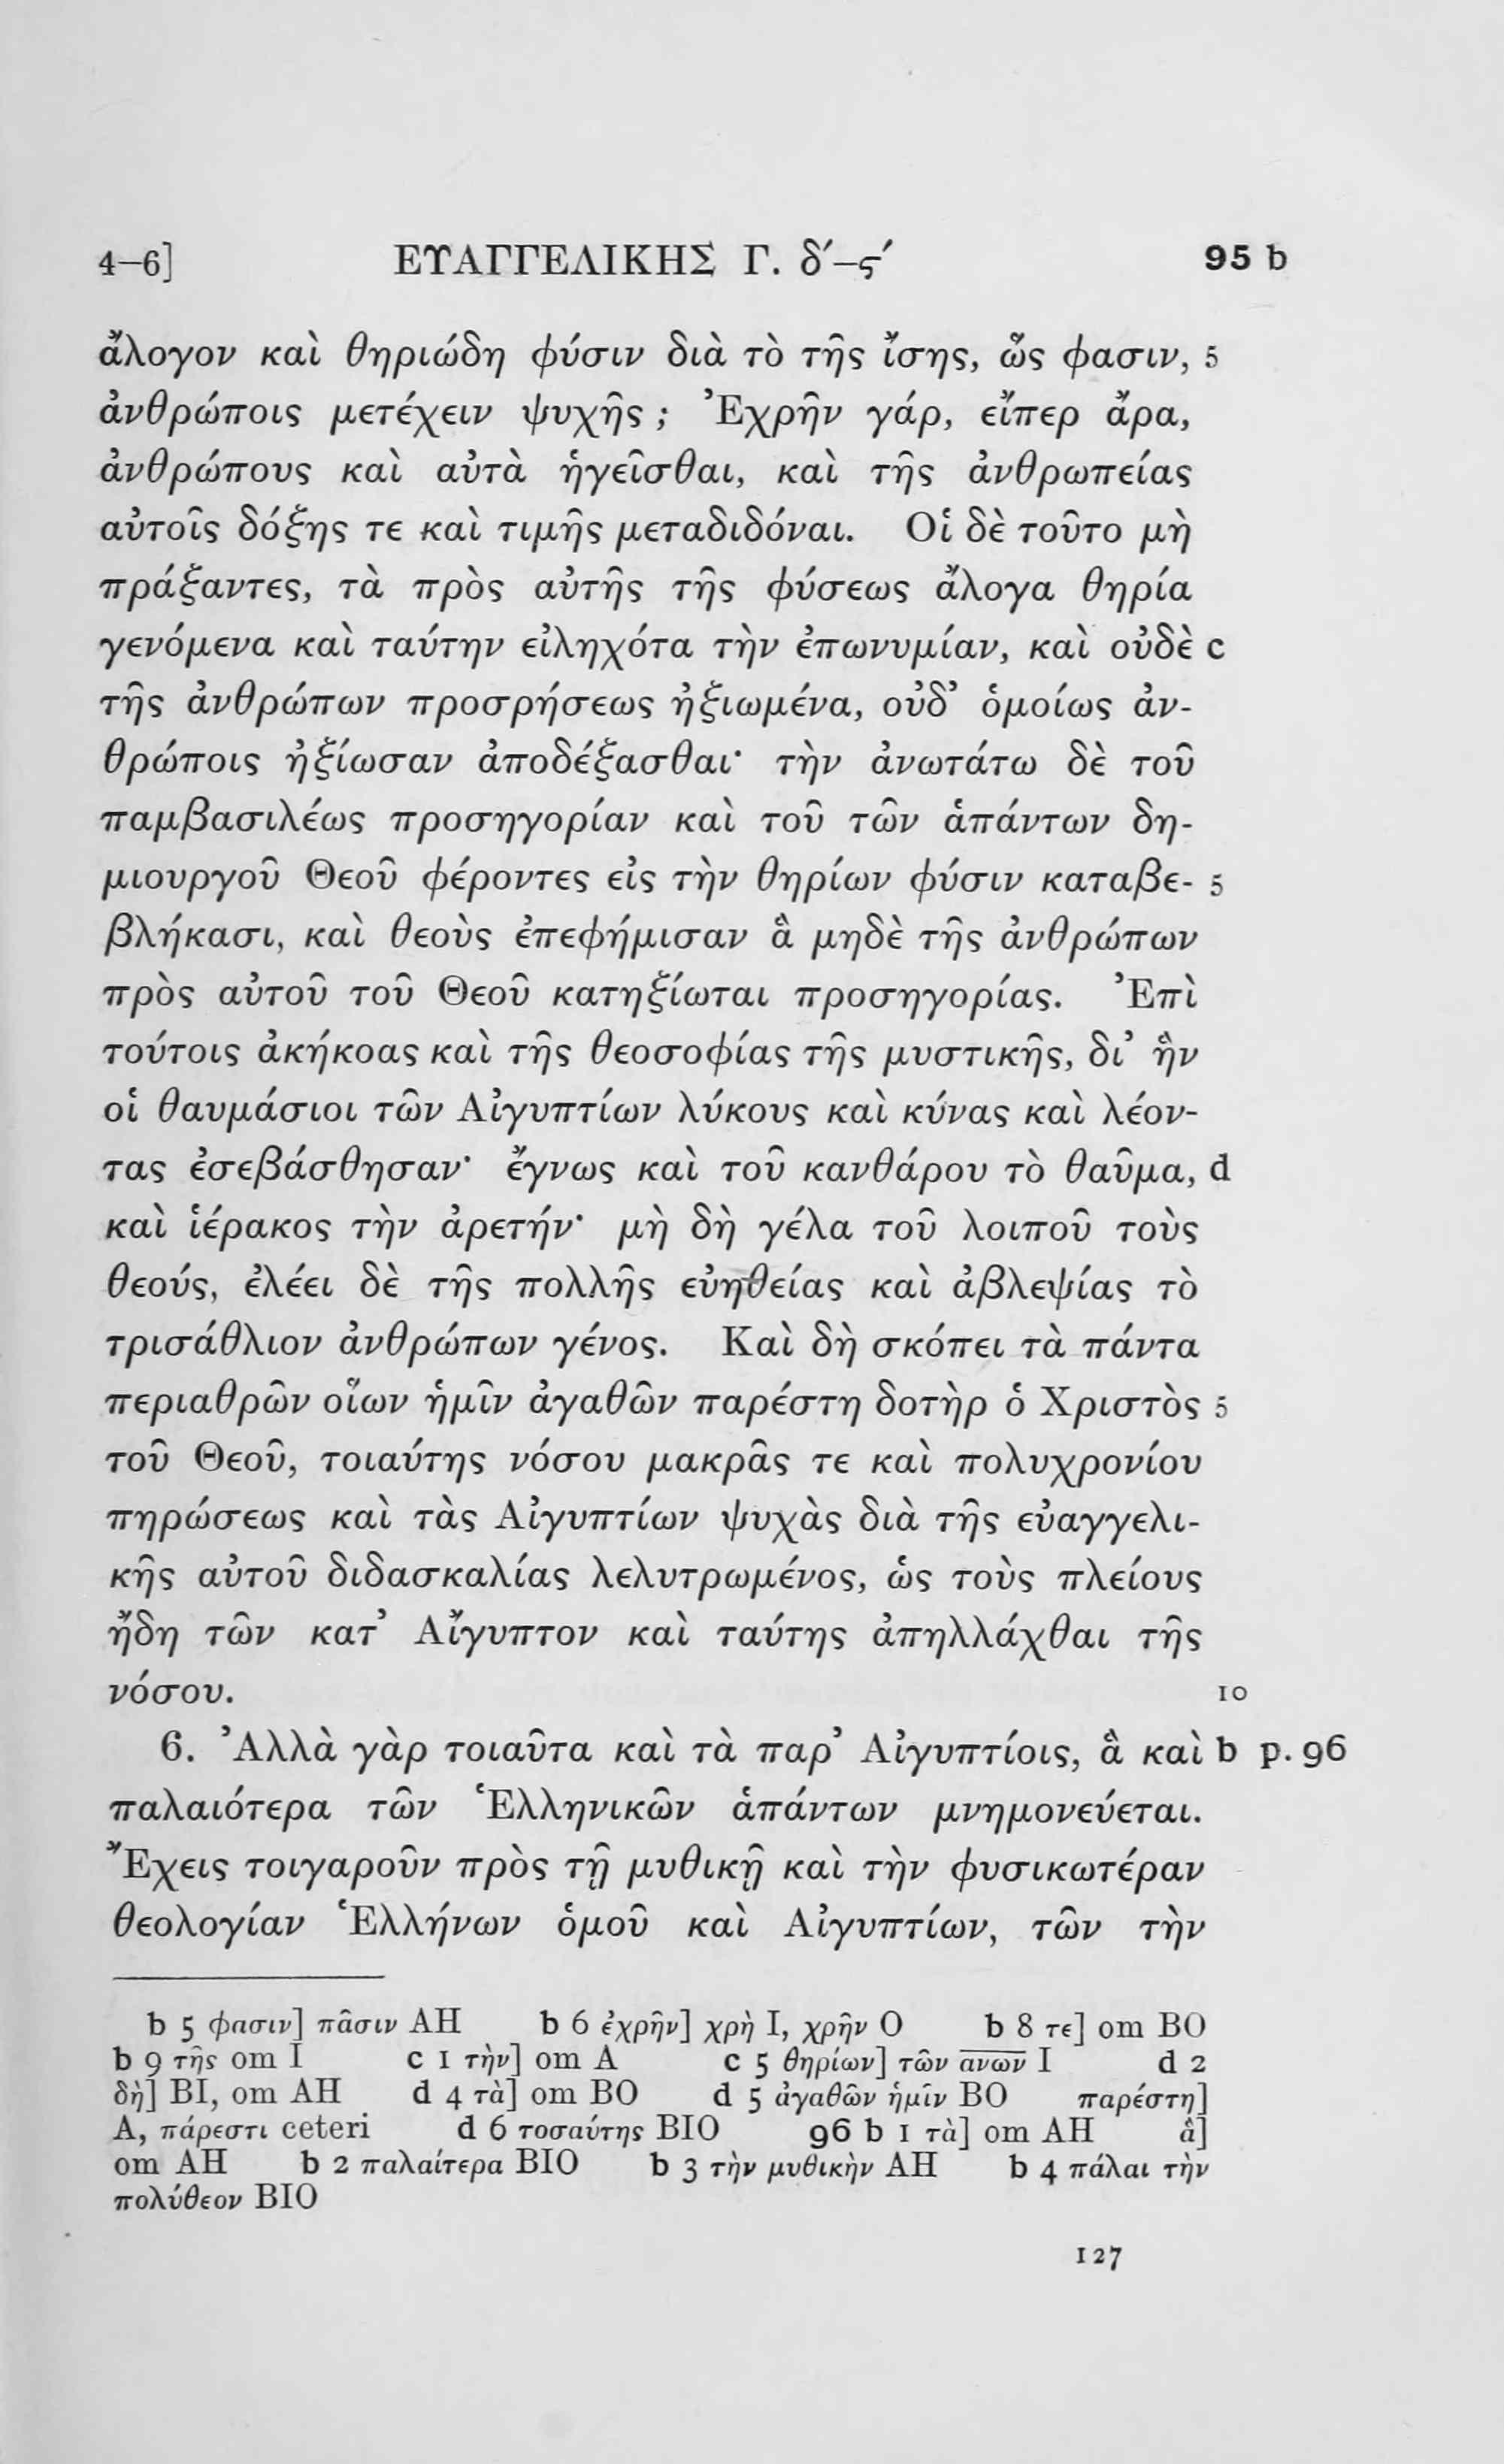 4–6] ΕΥΑΓΓΕΛΙΚΗΣ Γ. δʹ–ϛʹ 95 b
ἄλογον καὶ θηριώδη φύσιν διὰ τὸ τῆς ἴσης, ὥς φασιν, 5
ἀνθρώποις μετέχειν ψυχῆς ; Ἐχρῆν γάρ, εἴπερ ἄρα,
ἀνθρώπους καὶ αὐτὰ ἡγεῖσθαι, καὶ τῆς ἀνθρωπείας
αὐτοῖς δόξης τε καὶ τιμῆς μεταδιδόναι. Οἱ δὲ τοῦτο μὴ
πράξαντες, τὰ πρὸς αὐτῆς τῆς φύσεως ἄλογα θηρία
γενόμενα καὶ ταύτην εἰληχότα τὴν ἐπωνυμίαν, καὶ οὐδὲ c
τῆς ἀνθρώπων προσρήσεως ἠξιωμένα, οὐδ’ ὁμοίως ἀν-
θρώποις ἠξίωσαν ἀποδέξασθαι· τὴν ἀνωτάτω δὲ τοῦ
παμβασιλέως προσηγορίαν καὶ τοῦ τῶν ἁπάντων δη-
μιουργοῦ Θεοῦ φέροντες εἰς τὴν θηρίων φύσιν καταβε- 5
βλήκασι, καὶ θεοὺς ἐπεφήμισαν ἃ μηδὲ τῆς ἀνθρώπων
πρὸς αὐτοῦ τοῦ Θεοῦ κατηξίωται προσηγορίας. Ἐπὶ
τούτοις ἀκήκοας καὶ τῆς θεοσοφίας τῆς μυστικῆς, δι’ ἣν
οἱ θαυμάσιοι τῶν Αἰγυπτίων λύκους καὶ κύνας καὶ λέον-
τας ἐσεβάσθησαν· ἔγνως καὶ τοῦ κανθάρου τὸ θαῦμα, d
καὶ ἱέρακος τὴν ἀρετήν· μὴ δὴ γέλα τοῦ λοιποῦ τοὺς
θεούς, ἐλέει δὲ τῆς πολλῆς εὐηθείας καὶ ἀβλεψίας τὸ
τρισάθλιον ἀνθρώπων γένος. Καὶ δὴ σκόπει τὰ πάντα
περιαθρῶν οἵων ἡμῖν ἀγαθῶν παρέστη δοτὴρ ὁ Χριστὸς 5
τοῦ Θεοῦ, τοιαύτης νόσου μακρᾶς τε καὶ πολυχρονίου
πηρώσεως καὶ τὰς Αἰγυπτίων ψυχὰς διὰ τῆς εὐαγγελι-
κῆς αὐτοῦ διδασκαλίας λελυτρωμένος, ὡς τοὺς πλείους
ἤδη τῶν κατ’ Αἴγυπτον καὶ ταύτης ἀπηλλάχθαι τῆς
νόσου. 10
6. Ἀλλὰ γὰρ τοιαῦτα καὶ τὰ παρ’ Αἰγυπτίοις, ἃ καὶ b p. 96
παλαιότερα τῶν Ἑλληνικῶν ἁπάντων μνημονεύεται.
Ἔχεις τοιγαροῦν πρὸς τῇ μυθικῇ καὶ τὴν φυσικωτέραν
θεολογίαν Ἑλλήνων ὁμοῦ καὶ Αἰγυπτίων, τῶν τὴν
b 5 φασιν] πᾶσιν AH b 6 ἐχρῆν] χρὴ I, χρῆν O b 8 τε] om BO
b 9 τῆς om I c 1 τὴν] om A c 5 θηρίων] τῶν α̅ν̅ω̅ν̅ I d 2
δὴ] BI, om AH d 4 τὰ] om BO d 5 ἀγαθῶν ἡμῖν BO παρέστη]
A, πάρεστι ceteri d 6 τοσαύτης BIO 96 b 1 τὰ] om AH ἃ]
om AH b 2 παλαίτερα BIO b 3 τὴν μυθικὴν AH b 4 πάλαι τὴν
πολύθεον BIO
127